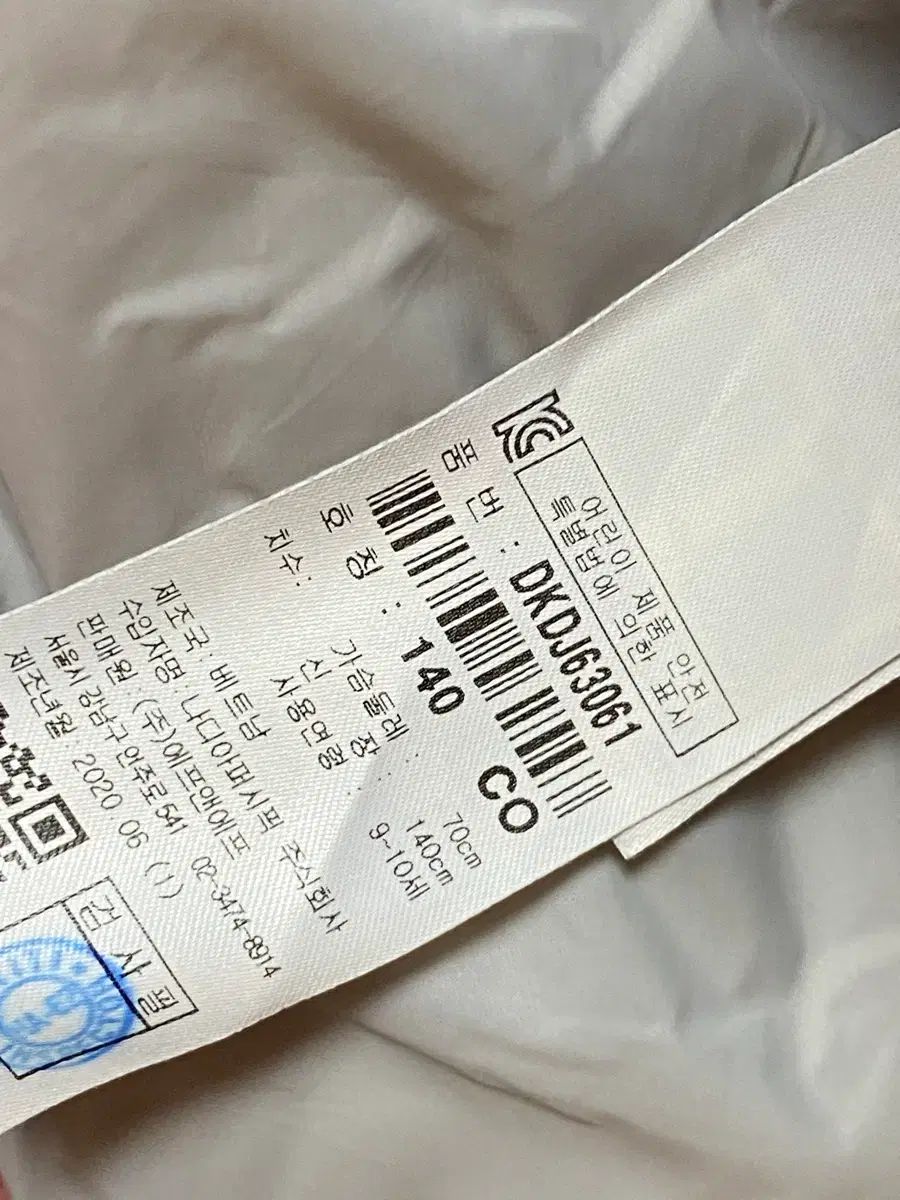 어린이 제품 안전
특별법에 의한 표시
품 번 : DKDJ63061
CO
호 칭 : 140
치수 :
가슴둘레 : 70cm
신 장 : 140cm
사용연령 : 9~10세
제조국 : 베트남
수입자명 : 나디아퍼시픽 주식회사
판매원 : (주)에프앤에프 02-3474-8914
서울시 강남구 언주로 541
제조년월 : 2020 06 (1)
검사필